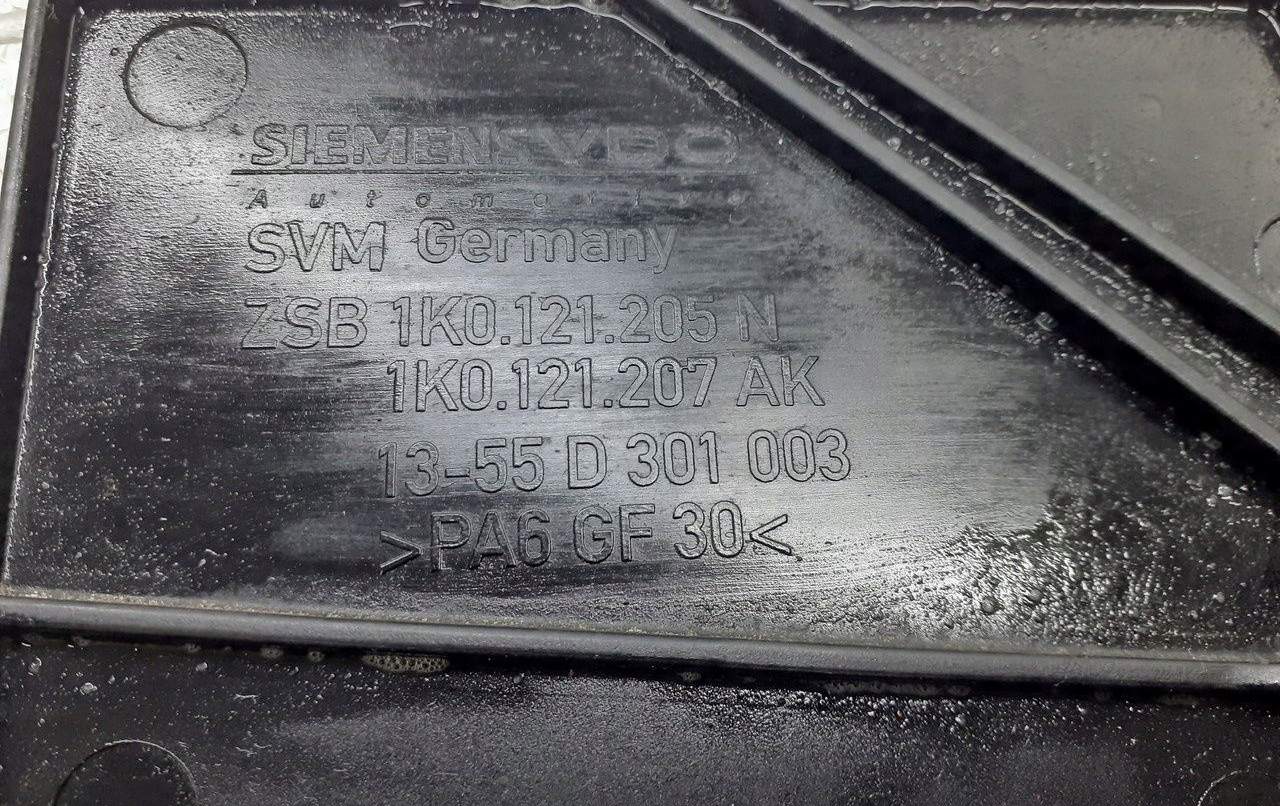 SIEMENS VDO
Automotive
SVM Germany
ZSB 1K0.121.205 N
1K0.121.207 AK
13-55 D 301 003
>PA6 GF 30<